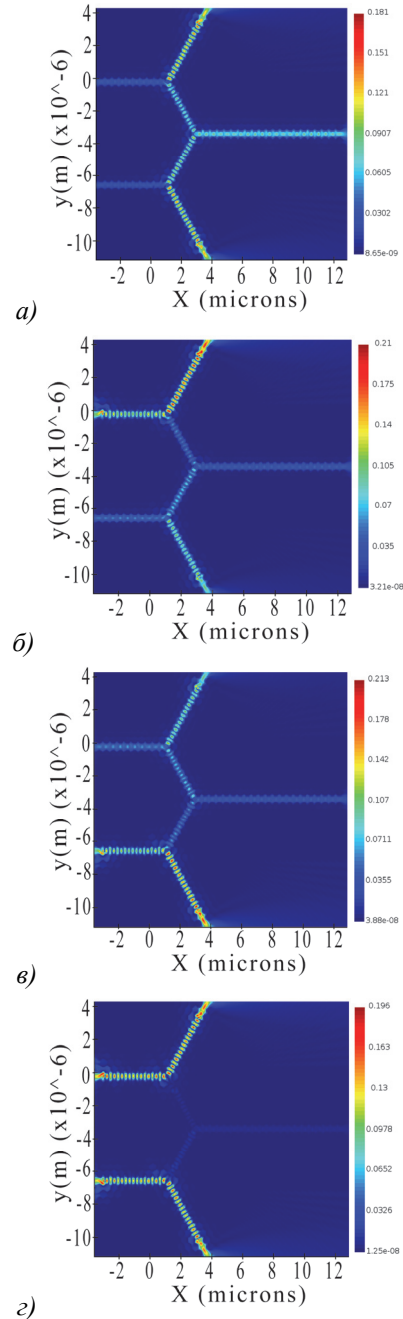 4
2
0
-2
-4
-6
-8
-10
y(m) (x10^-6)
-2 0 2 4 6 8 10 12
X (microns)
0.181
0.151
0.121
0.0907
0.0605
0.0302
8.65e-09
а)
4
2
0
-2
-4
-6
-8
-10
y(m) (x10^-6)
-2 0 2 4 6 8 10 12
X (microns)
0.21
0.175
0.14
0.105
0.07
0.035
3.21e-08
б)
4
2
0
-2
-4
-6
-8
-10
y(m) (x10^-6)
-2 0 2 4 6 8 10 12
X (microns)
0.213
0.178
0.142
0.107
0.0711
0.0355
3.88e-08
в)
4
2
0
-2
-4
-6
-8
-10
y(m) (x10^-6)
-2 0 2 4 6 8 10 12
X (microns)
0.196
0.163
0.13
0.0978
0.0652
0.0326
1.25e-08
г)